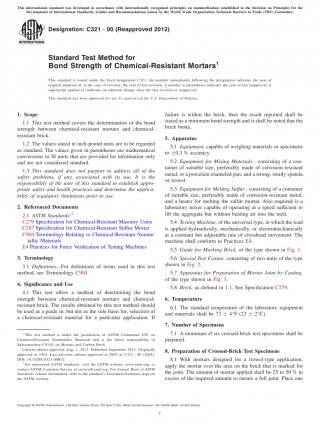 This international standard was developed in accordance with internationally recognized principles on standardization established in the Decision on Principles for the
Development of International Standards, Guides and Recommendations issued by the World Trade Organization Technical Barriers to Trade (TBT) Committee.
Designation: C321 − 00 (Reapproved 2012)
INTERNATIONAL
Standard Test Method for
Bond Strength of Chemical-Resistant Mortars1
This standard is issued under the fixed designation C321; the number immediately following the designation indicates the year of
original adoption or, in the case of revision, the year of last revision. A number in parentheses indicates the year of last reapproval. A
superscript epsilon (ε) indicates an editorial change since the last revision or reapproval.
This standard has been approved for use by agencies of the U.S. Department of Defense.
1. Scope
1.1 This test method covers the determination of the bond
strength between chemical-resistant mortars and chemical-
resistant brick.
1.2 The values stated in inch-pound units are to be regarded
as standard. The values given in parentheses are mathematical
conversions to SI units that are provided for information only
and are not considered standard.
1.3 This standard does not purport to address all of the
safety problems, if any, associated with its use. It is the
responsibility of the user of this standard to establish appro-
priate safety and health practices and determine the applica-
bility of regulatory limitations prior to use.
2. Referenced Documents
2.1 ASTM Standards:2
C279 Specification for Chemical-Resistant Masonry Units
C287 Specification for Chemical-Resistant Sulfur Mortar
C904 Terminology Relating to Chemical-Resistant Nonme-
tallic Materials
E4 Practices for Force Verification of Testing Machines
3. Terminology
3.1 Definitions—For definitions of terms used in this test
method, see Terminology C904.
4. Significance and Use
4.1 This test offers a method of determining the bond
strength between chemical-resistant mortars and chemical-
resistant brick. The results obtained by this test method should
be used as a guide in, but not as the sole basis for, selection of
a chemical-resistant material for a particular application. If
1 This test method is under the jurisdiction of ASTM Committee C03 on
Chemical-Resistant Nonmetallic Materials and is the direct responsibility of
Subcommittee C03.01 on Mortars and Carbon Brick.
Current edition approved Aug. 1, 2012. Published September 2012. Originally
approved in 1954. Last previous edition approved in 2005 as C321 – 00 (2005).
DOI: 10.1520/C0321-00R12.
2 For referenced ASTM standards, visit the ASTM website, www.astm.org, or
contact ASTM Customer Service at service@astm.org. For Annual Book of ASTM
Standards volume information, refer to the standard's Document Summary page on
the ASTM website.
failure is within the brick, then the result reported shall be
stated as a minimum bond strength and it shall be noted that the
brick broke.
5. Apparatus
5.1 Equipment, capable of weighing materials or specimens
to ±0.3 % accuracy.
5.2 Equipment for Mixing Materials, consisting of a con-
tainer of suitable size, preferably made of corrosion-resistant
metal, or a porcelain enameled pan, and a strong, sturdy spatula
or trowel.
5.3 Equipment for Melting Sulfur, consisting of a container
of suitable size, preferably made of corrosion-resistant metal,
and a heater for melting the sulfur mortar. Also required is a
laboratory mixer capable of operating at a speed sufficient to
lift the aggregate but without beating air into the melt.
5.4 Testing Machine, of the universal type, in which the load
is applied hydraulically, mechanically, or electromechanically
at a constant but adjustable rate of crosshead movement. The
machine shall conform to Practices E4.
5.5 Guide for Marking Brick, of the type shown in Fig. 1.
5.6 Special Test Fixture, consisting of two units of the type
shown in Fig. 2.
5.7 Apparatus for Preparation of Mortar Joint by Casting,
of the type shown in Fig. 3.
5.8 Brick, as defined in 1.1. See Specification C279.
6. Temperature
6.1 The standard temperature of the laboratory equipment
and materials shall be 73 ± 4°F (23 ± 2°C).
7. Number of Specimens
7.1 A minimum of six crossed-brick test specimens shall be
prepared.
8. Preparation of Crossed-Brick Test Specimens
8.1 With mortars designed for a trowel-type application,
apply the mortar over the area on the brick that is marked for
the joint. The amount of mortar applied shall be 25 to 50 % in
excess of the required amount to ensure a full joint. Place one
Copyright © ASTM International, 100 Barr Harbor Drive, PO Box C700, West Conshohocken, PA 19428-2959. United States
1